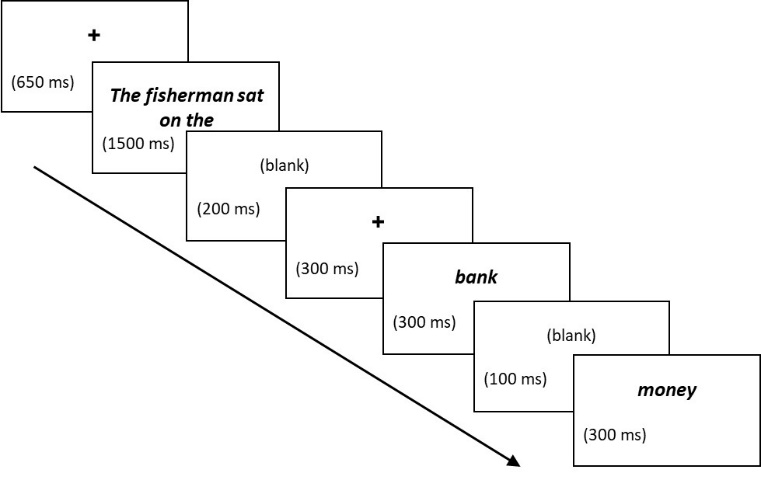 +
(650 ms)
The fisherman sat
on the
(1500 ms)
(blank)
(200 ms)
+
(300 ms)
bank
(300 ms)
(blank)
(100 ms)
money
(300 ms)